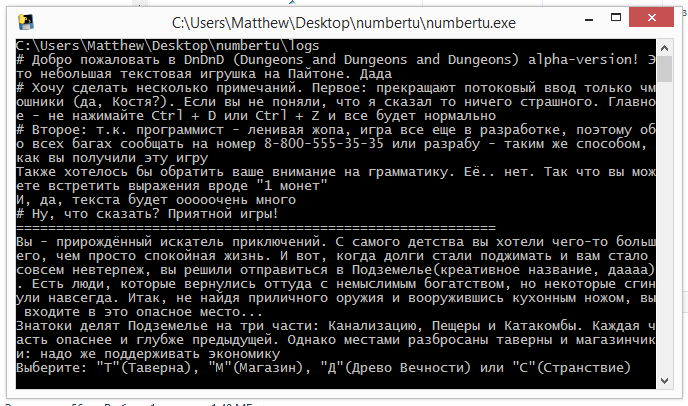 C:\Users\Matthew\Desktop\numbertu\numbertu.exe
C:\Users\Matthew\Desktop\numbertu\logs
# Добро пожаловать в DnDnD (Dungeons and Dungeons and Dungeons) alpha-version! Э
то небольшая текстовая игрушка на Пайтоне. Дада
# Хочу сделать несколько примечаний. Первое: прекращают потоковый ввод только чм
ошники (да, Костя?). Если вы не поняли, что я сказал то ничего страшного. Главно
е - не нажимайте Ctrl + D или Ctrl + Z и все будет нормально
# Второе: т.к. программист - ленивая жопа, игра все еще в разработке, поэтому об
о всех багах сообщать на номер 8-800-555-35-35 или разрабу - таким же способом,
как вы получили эту игру
Также хотелось бы обратить ваше внимание на грамматику. Её.. нет. Так что вы мож
ете встретить выражения вроде "1 монет"
И, да, текста будет ооооочень много
# Ну, что сказать? Приятной игры!
============================================================
Вы - прирождённый искатель приключений. С самого детства вы хотели чего-то больш
его, чем просто спокойная жизнь. И вот, когда долги стали поджимать и вам стало
совсем невтерпеж, вы решили отправиться в Подземелье(креативное название, даааа)
. Есть люди, которые вернулись оттуда с немыслимым богатством, но некоторые сгин
ули навсегда. Итак, не найдя приличного оружия и вооружившись кухонным ножом, вы
 входите в это опасное место...
Знатоки делят Подземелье на три части: Канализацию, Пещеры и Катакомбы. Каждая ч
асть опаснее и глубже предыдущей. Однако местами разбросаны таверны и магазинчик
и: надо же поддерживать экономику
Выберите: "Т"(Таверна), "М"(Магазин), "Д"(Древо Вечности) или "С"(Странствие)